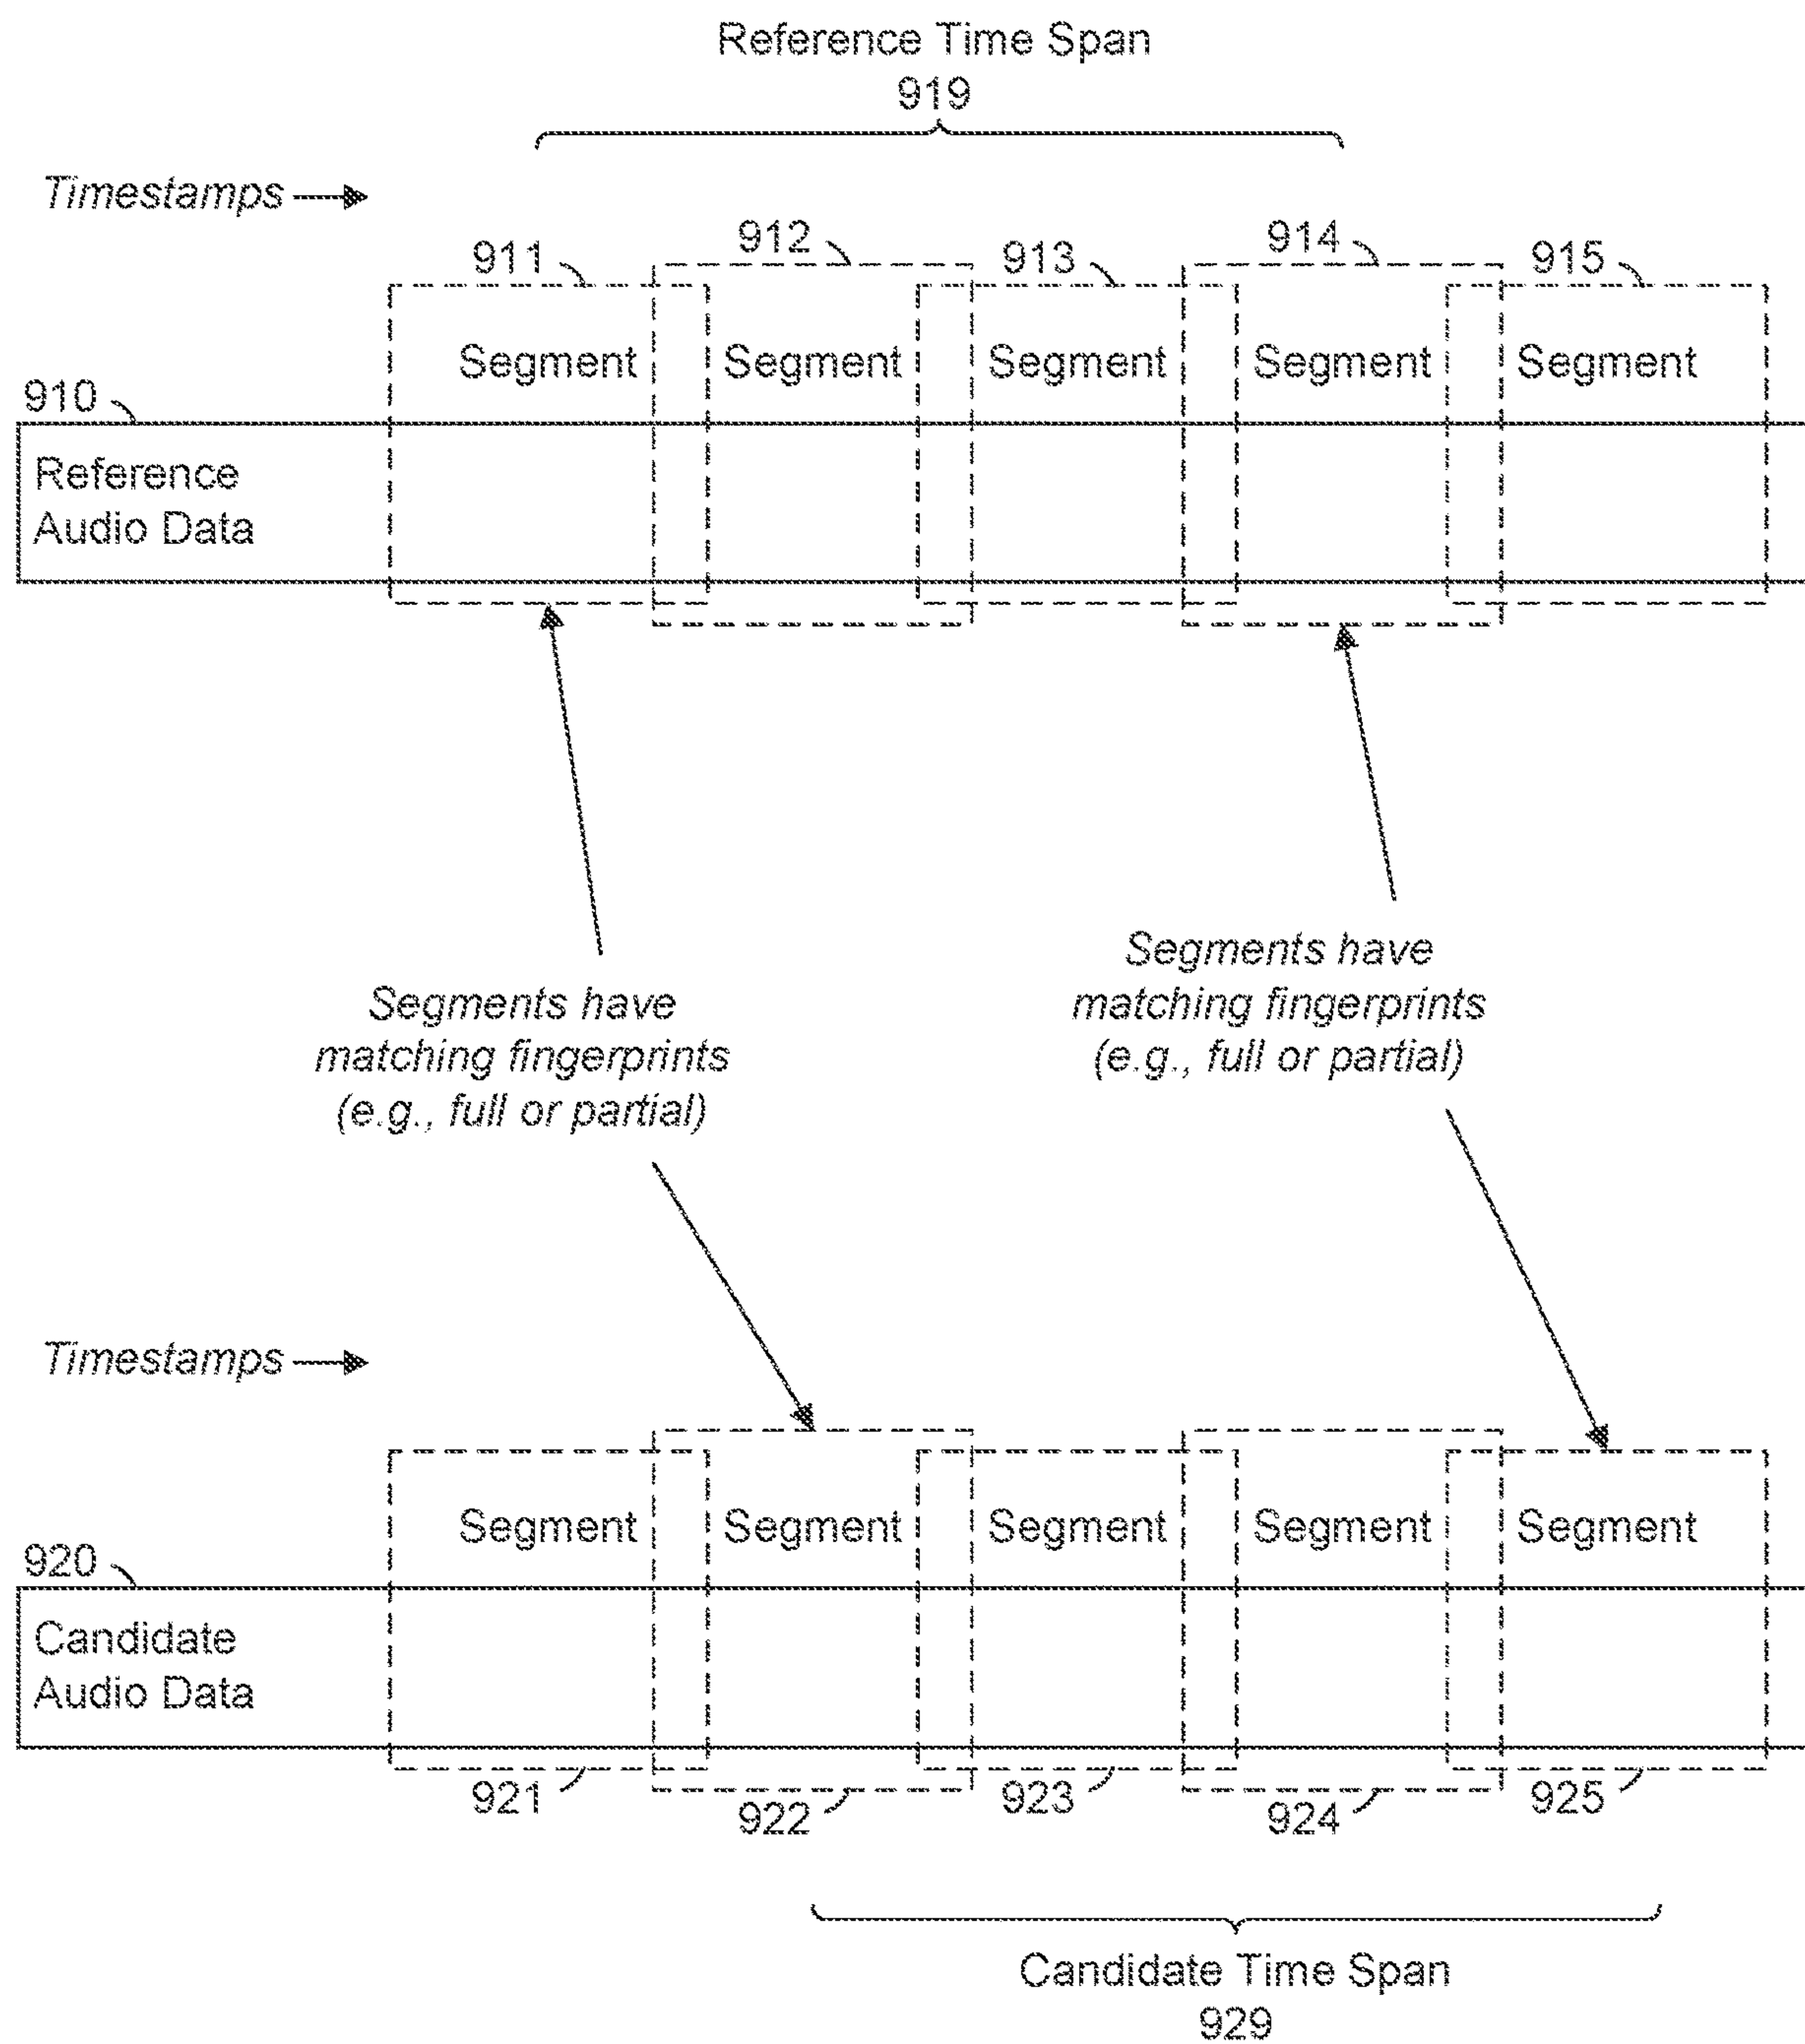 Reference Time Span
919
Timestamps
911
912
913
914
915
Segment
Segment
Segment
Segment
Segment
910
Reference
Audio Data
Segments have
matching fingerprints
(e.g., full or partial)
Segments have
matching fingerprints
(e.g., full or partial)
Timestamps
Segment
Segment
Segment
Segment
Segment
920
Candidate
Audio Data
921
922
923
924
925
Candidate Time Span
929